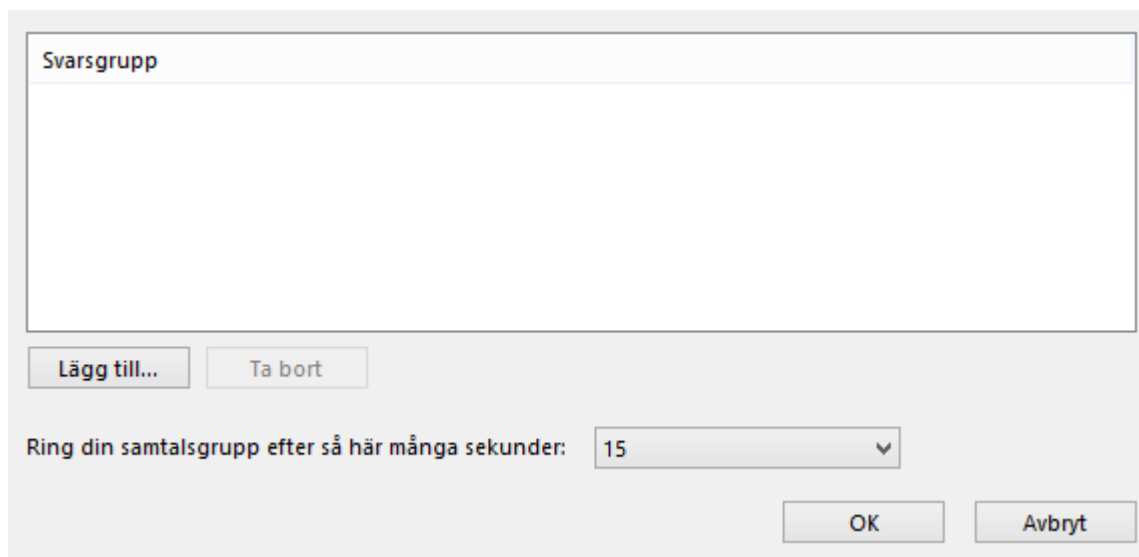 Svarsgrupp
Lägg till... Ta bort
Ring din samtalsgrupp efter så här många sekunder: 15
OK Avbryt